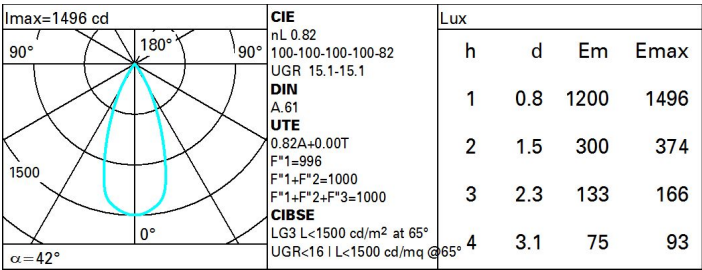 Imax=1496 cd
90°
180°
90°
1500
0°
α=42°
CIE
nL 0.82
100-100-100-100-82
UGR 15.1-15.1
DIN
A.61
UTE
0.82A+0.00T
F"1=996
F"1+F"2=1000
F"1+F"2+F"3=1000
CIBSE
LG3 L<1500 cd/m² at 65°
UGR<16 | L<1500 cd/mq @65°
Lux
h d Em Emax
1 0.8 1200 1496
2 1.5 300 374
3 2.3 133 166
4 3.1 75 93